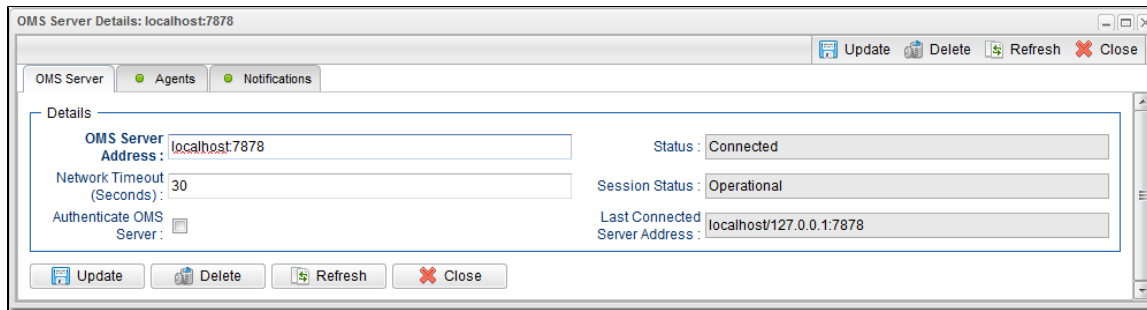 OMS Server Details: localhost:7878
Update Delete Refresh Close
OMS Server Agents Notifications
Details
OMS Server Address : localhost:7878
Status : Connected
Network Timeout (Seconds) : 30
Session Status : Operational
Authenticate OMS Server :
Last Connected Server Address : localhost/127.0.0.1:7878
Update Delete Refresh Close